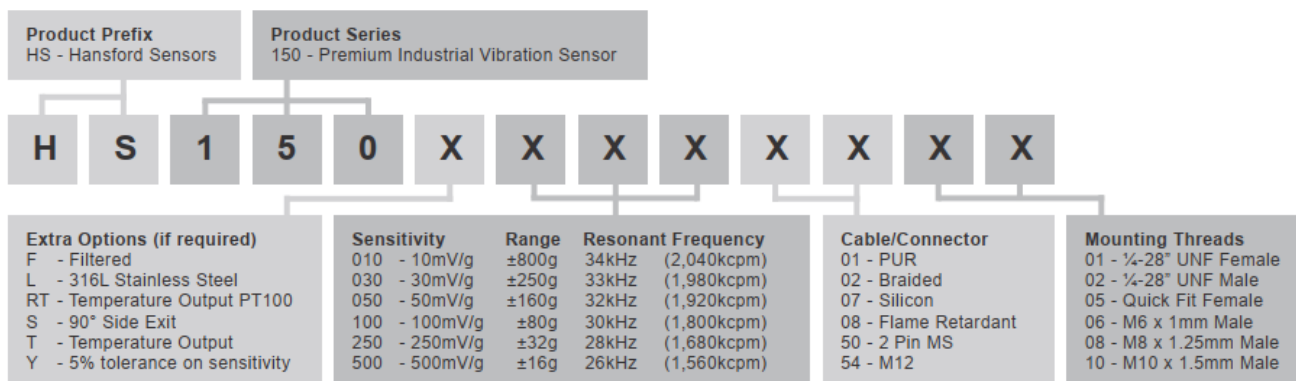 Product Prefix
HS - Hansford Sensors
Product Series
150 - Premium Industrial Vibration Sensor
H S 1 5 0 X X X X X X X X
Extra Options (if required)
F - Filtered
L - 316L Stainless Steel
RT - Temperature Output PT100
S - 90° Side Exit
T - Temperature Output
Y - 5% tolerance on sensitivity
Sensitivity Range Resonant Frequency
010 - 10mV/g ±800g 34kHz (2,040kcpm)
030 - 30mV/g ±250g 33kHz (1,980kcpm)
050 - 50mV/g ±160g 32kHz (1,920kcpm)
100 - 100mV/g ±80g 30kHz (1,800kcpm)
250 - 250mV/g ±32g 28kHz (1,680kcpm)
500 - 500mV/g ±16g 26kHz (1,560kcpm)
Cable/Connector
01 - PUR
02 - Braided
07 - Silicon
08 - Flame Retardant
50 - 2 Pin MS
54 - M12
Mounting Threads
01 - ¼-28” UNF Female
02 - ¼-28” UNF Male
05 - Quick Fit Female
06 - M6 x 1mm Male
08 - M8 x 1.25mm Male
10 - M10 x 1.5mm Male